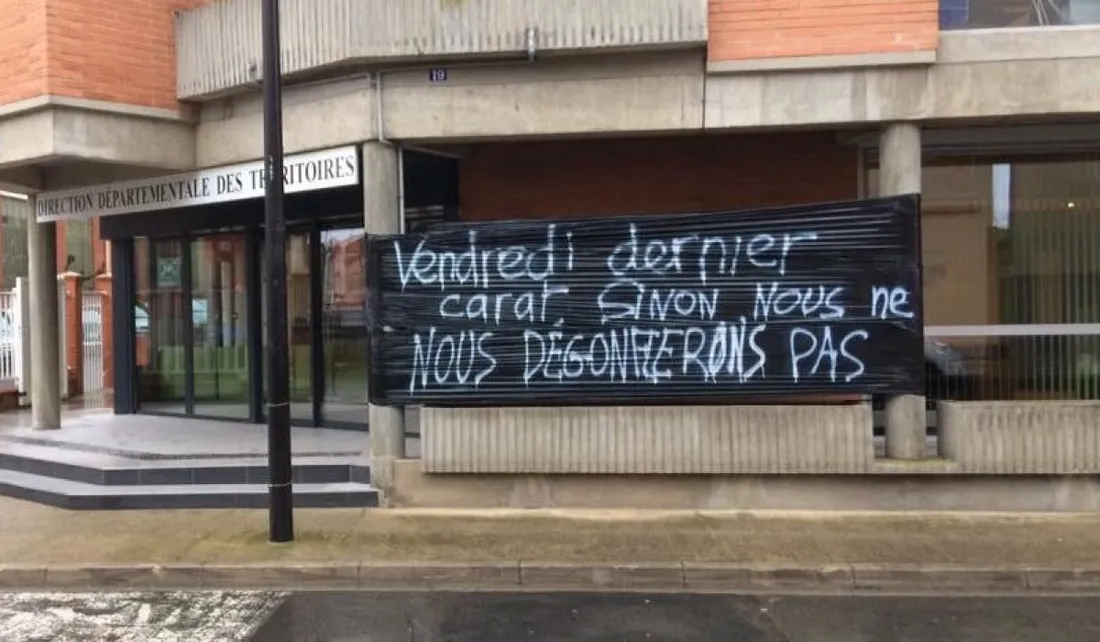 19
DIRECTION DÉPARTEMENTALE DES TERRITOIRES
Vendredi dernier
carat, SINON NOUS ne
NOUS DÉGONFLERONS PAS